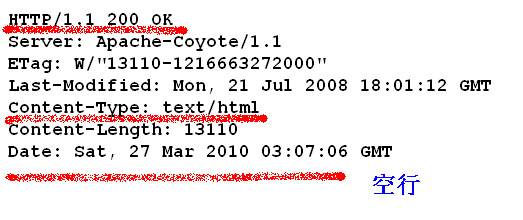 HTTP/1.1 200 OK
Server: Apache-Coyote/1.1
ETag: W/"13110-1216663272000"
Last-Modified: Mon, 21 Jul 2008 18:01:12 GMT
Content-Type: text/html
Content-Length: 13110
Date: Sat, 27 Mar 2010 03:07:06 GMT
空行